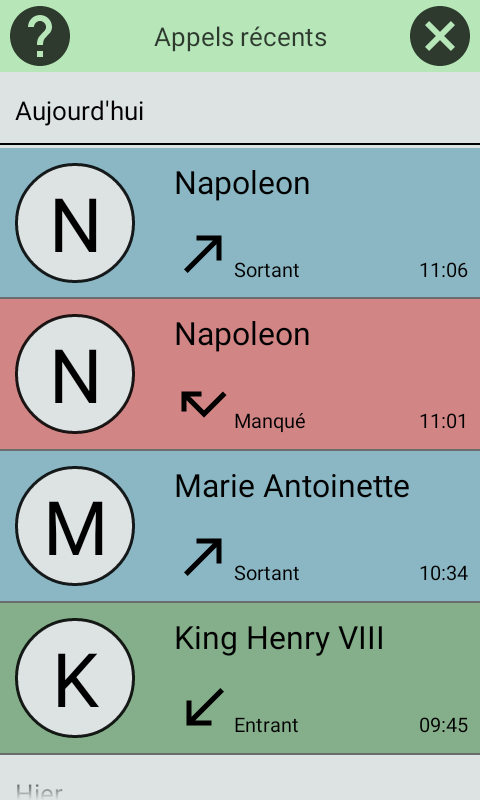 ?
Appels récents
Aujourd'hui
N
Napoleon
Sortant 11:06
N
Napoleon
Manqué 11:01
M
Marie Antoinette
Sortant 10:34
K
King Henry VIII
Entrant 09:45
Hier